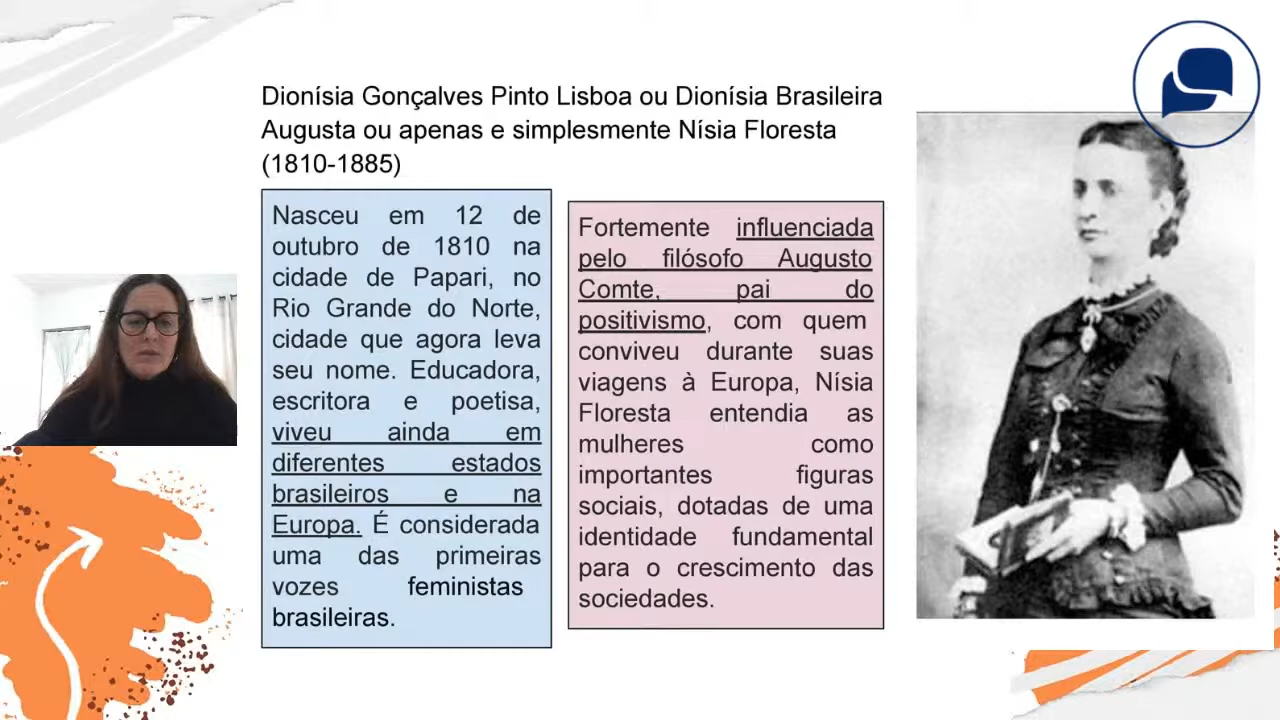 Dionísia Gonçalves Pinto Lisboa ou Dionísia Brasileira
Augusta ou apenas e simplesmente Nísia Floresta
(1810-1885)
Nasceu em 12 de
outubro de 1810 na
cidade de Papari, no
Rio Grande do Norte,
cidade que agora leva
seu nome. Educadora,
escritora e poetisa,
viveu ainda em
diferentes estados
brasileiros e na
Europa. É considerada
uma das primeiras
vozes feministas
brasileiras.
Fortemente influenciada
pelo filósofo Augusto
Comte, pai do
positivismo, com quem
conviveu durante suas
viagens à Europa, Nísia
Floresta entendia as
mulheres como
importantes figuras
sociais, dotadas de uma
identidade fundamental
para o crescimento das
sociedades.